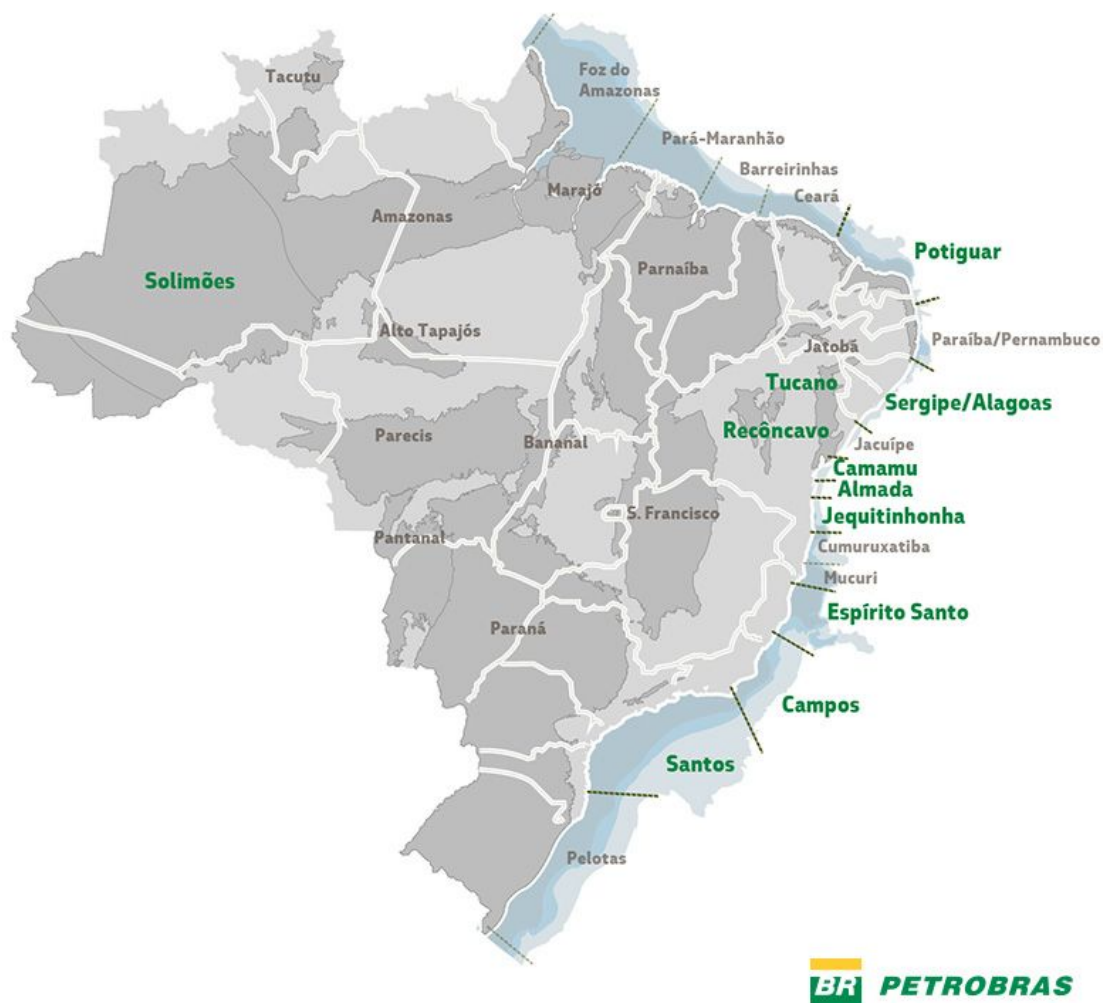 Tacutu
Foz do
Amazonas
Pará-Maranhão
Barreirinhas
Ceará
Marajó
Amazonas
Potiguar
Solimões
Parnaíba
Alto Tapajós
Jatobá
Paraíba/Pernambuco
Tucano
Sergipe/Alagoas
Recôncavo
Parecis
Bananal
Jacuípe
Camamu
Almada
S. Francisco
Jequitinhonha
Pantanal
Cumuruxatiba
Mucuri
Espírito Santo
Paraná
Campos
Santos
Pelotas
BR PETROBRAS